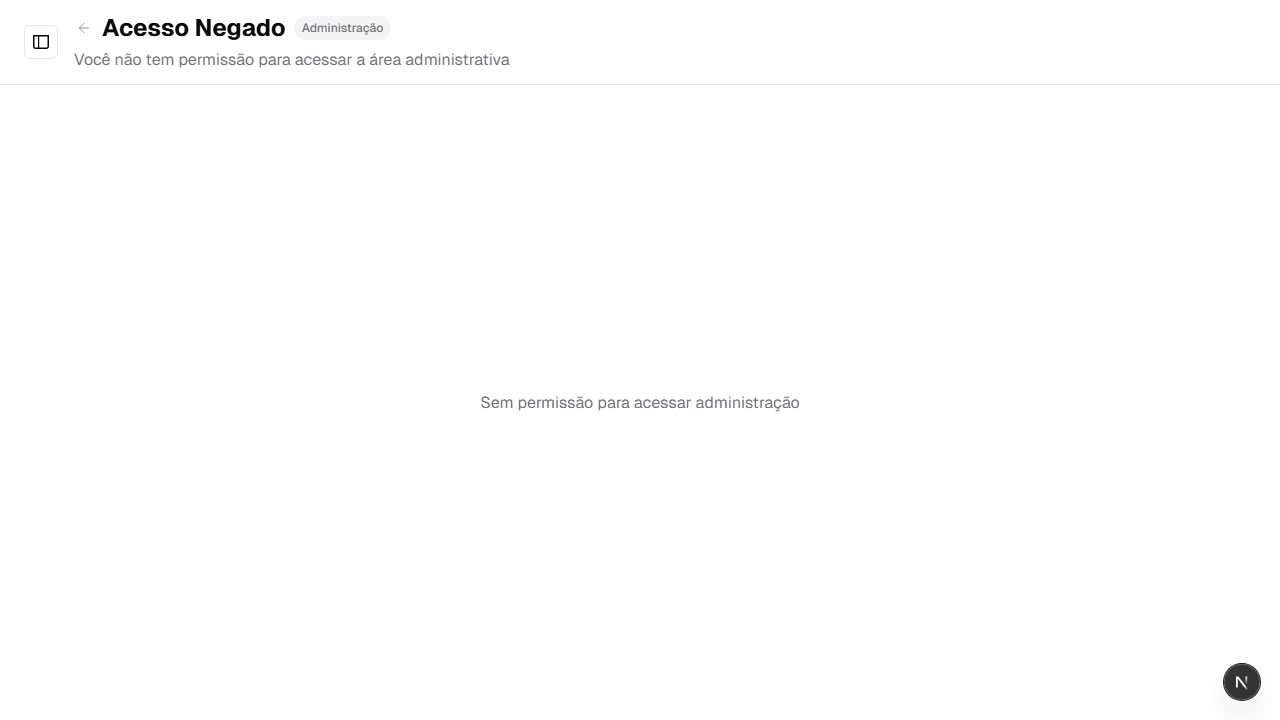 Acesso Negado
Administração
Você não tem permissão para acessar a área administrativa
Sem permissão para acessar administração
N